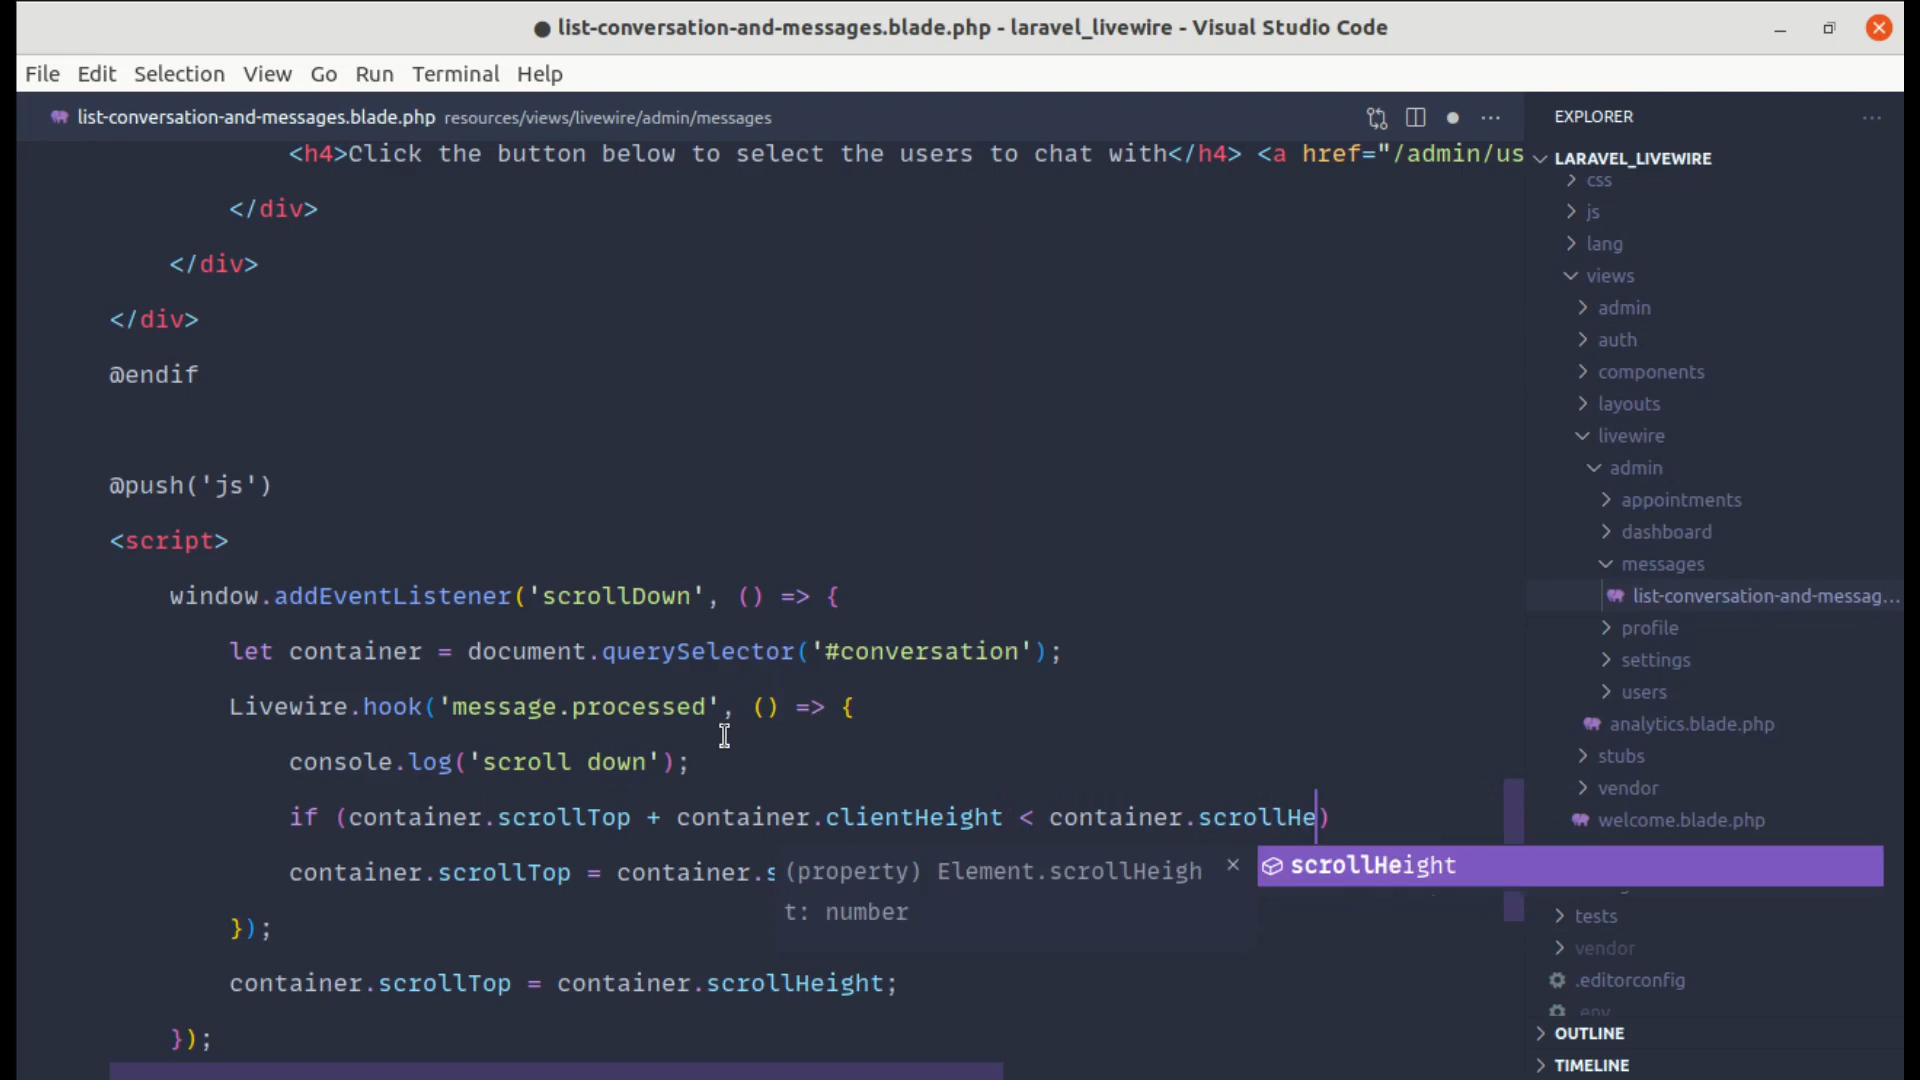 list-conversation-and-messages.blade.php - laravel_livewire - Visual Studio Code
File Edit Selection View Go Run Terminal Help
list-conversation-and-messages.blade.php resources/views/livewire/admin/messages
<h4>Click the button below to select the users to chat with</h4> <a href="/admin/us
</div>
</div>
</div>
@endif
@push('js')
<script>
window.addEventListener('scrollDown', () => {
let container = document.querySelector('#conversation');
Livewire.hook('message.processed', () => {
console.log('scroll down');
if (container.scrollTop + container.clientHeight < container.scrollHe)
container.scrollTop = container.s
(property) Element.scrollHeigh
t: number
scrollHeight
});
container.scrollTop = container.scrollHeight;
});
EXPLORER
LARAVEL_LIVEWIRE
css
js
lang
views
admin
auth
components
layouts
livewire
admin
appointments
dashboard
messages
list-conversation-and-messag...
profile
settings
users
analytics.blade.php
stubs
vendor
welcome.blade.php
tests
vendor
.editorconfig
.env
OUTLINE
TIMELINE